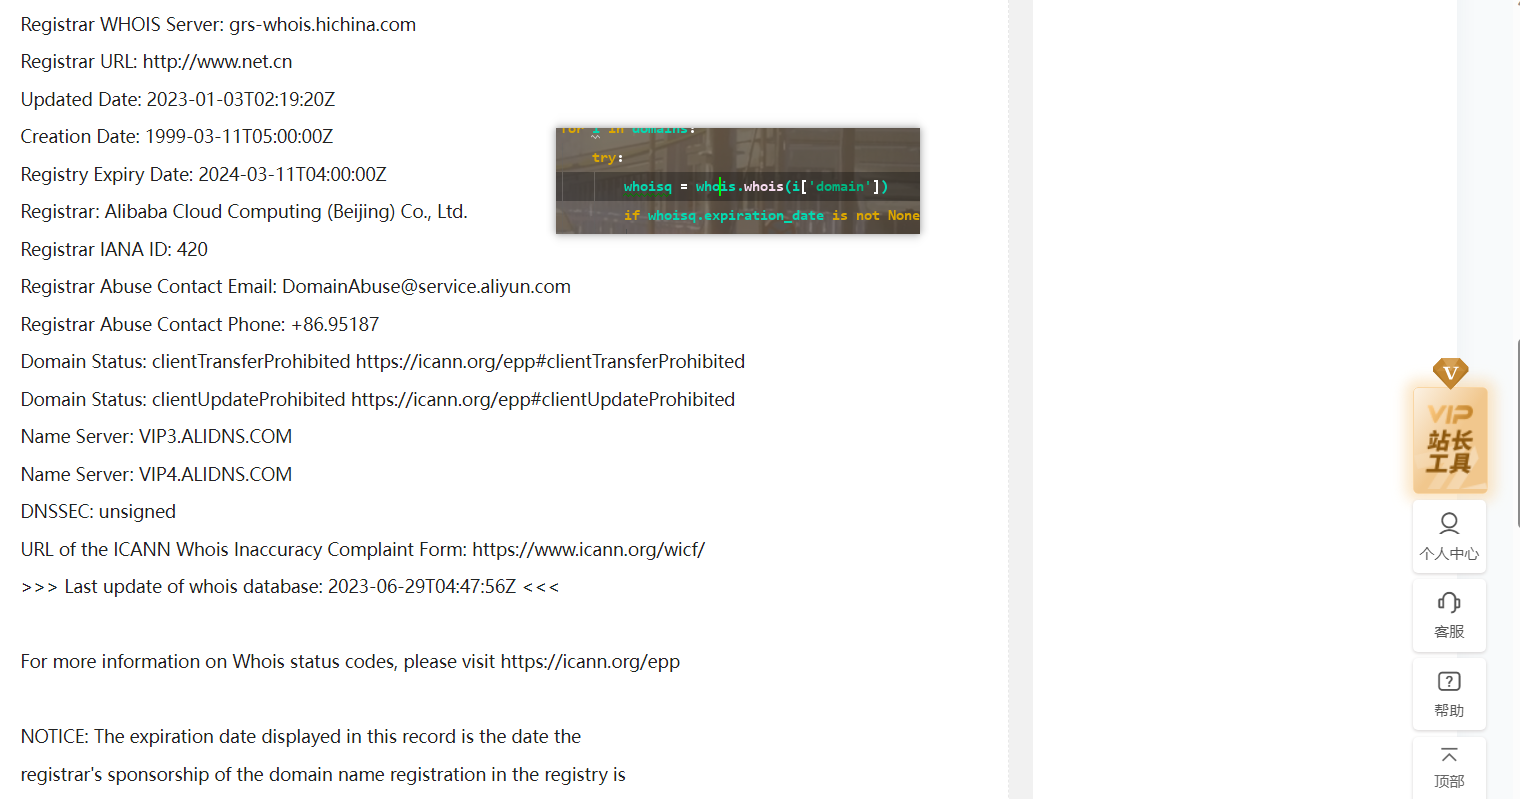 Registrar WHOIS Server: grs-whois.hichina.com
Registrar URL: http://www.net.cn
Updated Date: 2023-01-03T02:19:20Z
Creation Date: 1999-03-11T05:00:00Z
Registry Expiry Date: 2024-03-11T04:00:00Z
Registrar: Alibaba Cloud Computing (Beijing) Co., Ltd.
Registrar IANA ID: 420
Registrar Abuse Contact Email: DomainAbuse@service.aliyun.com
Registrar Abuse Contact Phone: +86.95187
Domain Status: clientTransferProhibited https://icann.org/epp#clientTransferProhibited
Domain Status: clientUpdateProhibited https://icann.org/epp#clientUpdateProhibited
Name Server: VIP3.ALIDNS.COM
Name Server: VIP4.ALIDNS.COM
DNSSEC: unsigned
URL of the ICANN Whois Inaccuracy Complaint Form: https://www.icann.org/wicf/
>>> Last update of whois database: 2023-06-29T04:47:56Z <<<
For more information on Whois status codes, please visit https://icann.org/epp
NOTICE: The expiration date displayed in this record is the date the
registrar's sponsorship of the domain name registration in the registry is
for i in domains:
try:
whoisq = whois.whois(i['domain'])
if whoisq.expiration_date is not None
V
VIP
站长
工具
个人中心
客服
帮助
顶部